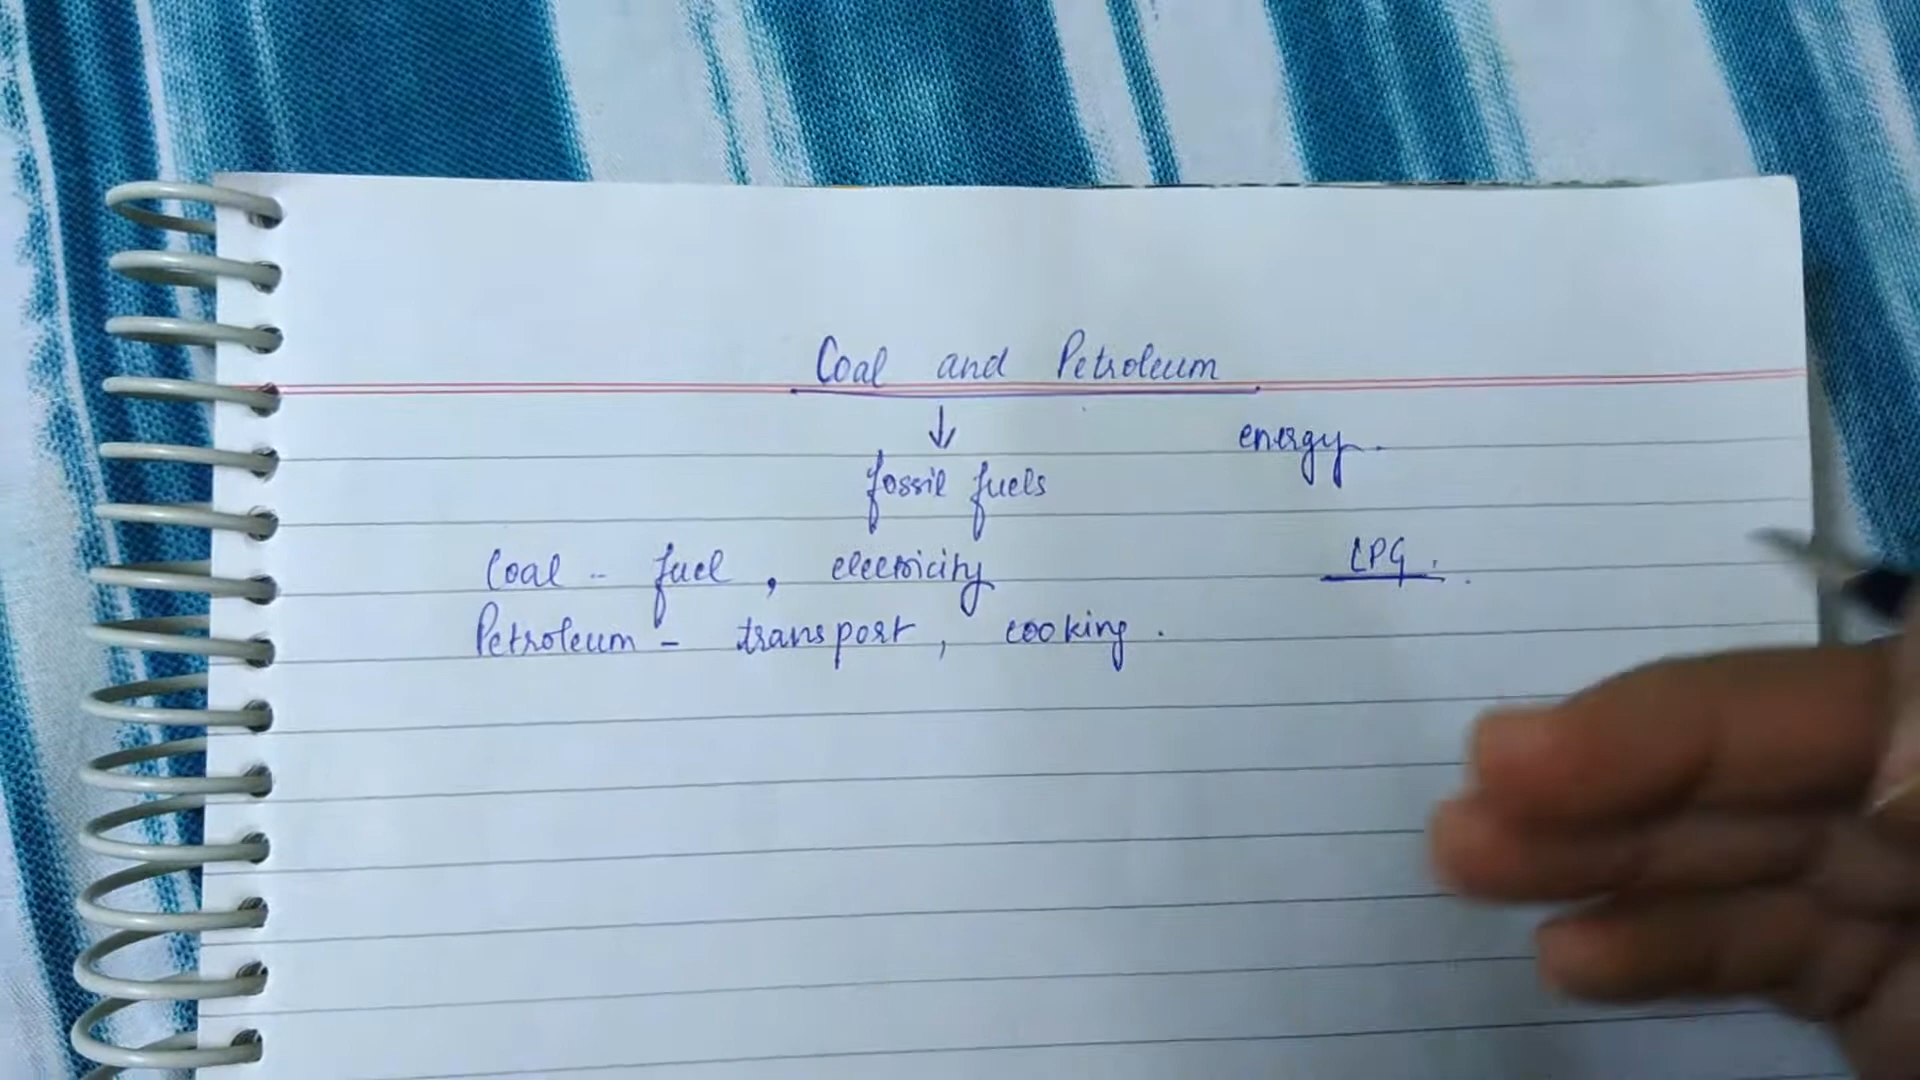 Coal and Petroleum
↓
energy.
fossil fuels
Coal - fuel, electricity
LPG.
Petroleum - transport, cooking.